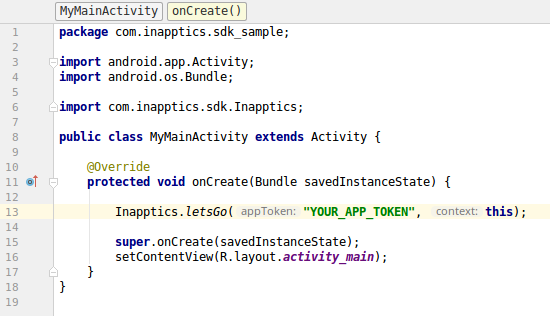 MyMainActivity onCreate()
1 package com.inapptics.sdk_sample;
2
3 import android.app.Activity;
4 import android.os.Bundle;
5
6 import com.inapptics.sdk.Inapptics;
7
8 public class MyMainActivity extends Activity {
9
10 @Override
11 protected void onCreate(Bundle savedInstanceState) {
12
13 Inapptics.letsGo( appToken: "YOUR_APP_TOKEN", context: this);
14
15 super.onCreate(savedInstanceState);
16 setContentView(R.layout.activity_main);
17 }
18 }
19